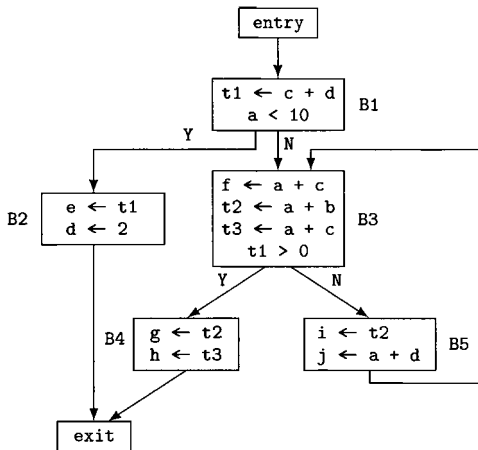 entry
t1 ← c + d
a < 10
B1
Y
N
B2
e ← t1
d ← 2
f ← a + c
t2 ← a + b
t3 ← a + c
t1 > 0
B3
Y
N
B4
g ← t2
h ← t3
i ← t2
j ← a + d
B5
exit